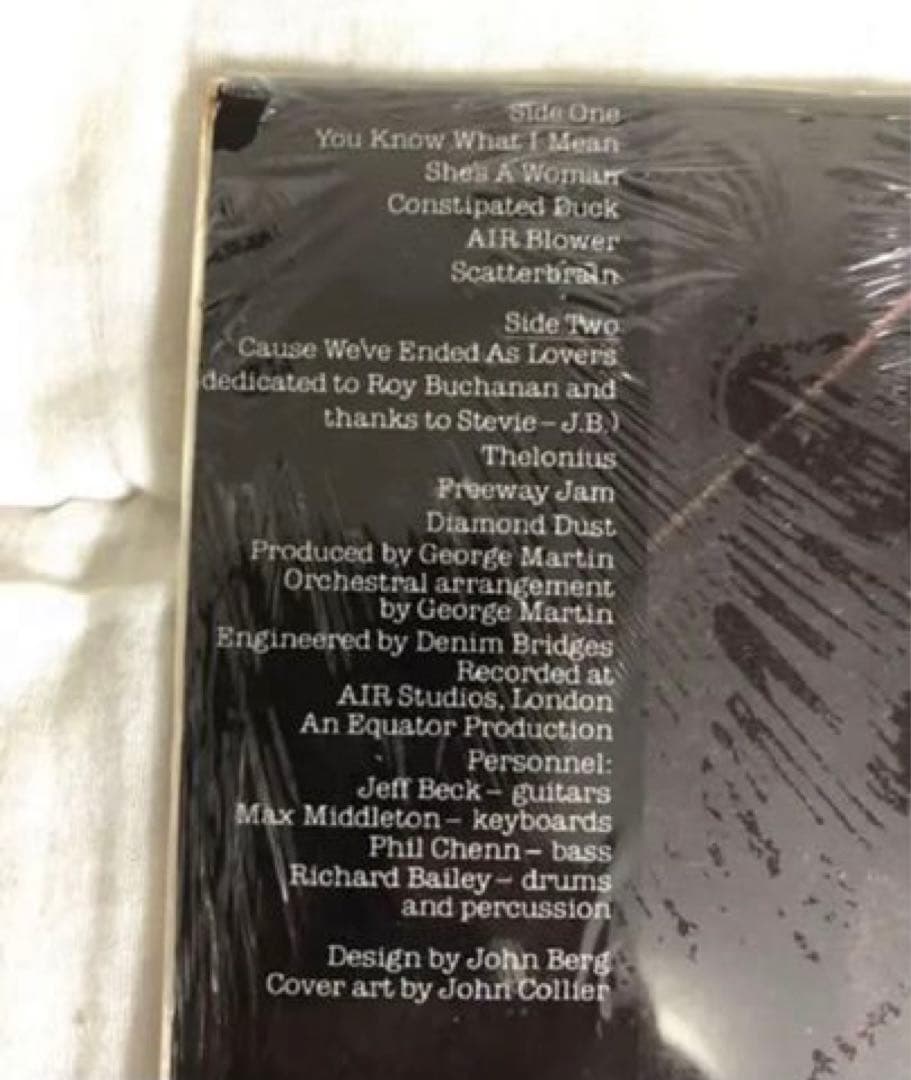 Side One
You Know What I Mean
She's A Woman
Constipated Duck
AIR Blower
Scatterbrain
Side Two
Cause We've Ended As Lovers
dedicated to Roy Buchanan and
thanks to Stevie – J.B.)
Thelonius
Freeway Jam
Diamond Dust
Produced by George Martin
Orchestral arrangement
by George Martin
Engineered by Denim Bridges
Recorded at
AIR Studios, London
An Equator Production
Personnel:
Jeff Beck – guitars
Max Middleton – keyboards
Phil Chenn – bass
Richard Bailey – drums
and percussion
Design by John Berg
Cover art by John Collier